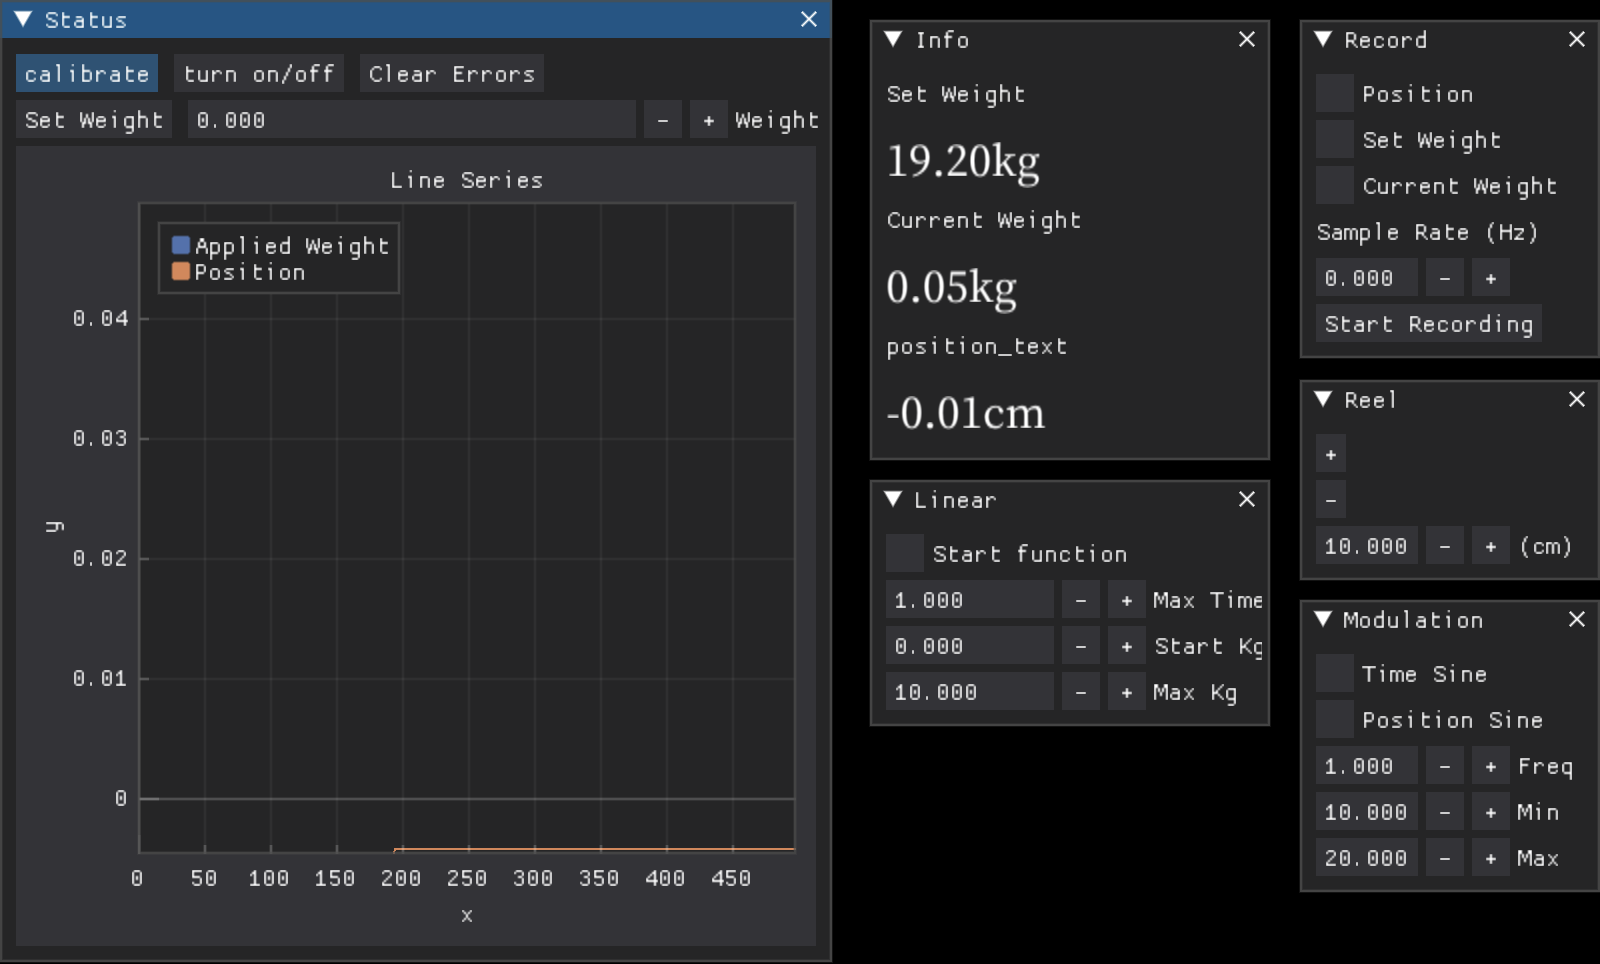 Status
calibrate turn on/off Clear Errors
Set Weight 0.000 - + Weight
Line Series
Applied Weight
Position
0.04
0.03
0.02
0.01
0
y
0 50 100 150 200 250 300 350 400 450
x
Info
Set Weight
19.20kg
Current Weight
0.05kg
position_text
-0.01cm
Linear
Start function
1.000 - + Max Time
0.000 - + Start Kg
10.000 - + Max Kg
Record
Position
Set Weight
Current Weight
Sample Rate (Hz)
0.000 - +
Start Recording
Reel
+
-
10.000 - + (cm)
Modulation
Time Sine
Position Sine
1.000 - + Freq
10.000 - + Min
20.000 - + Max